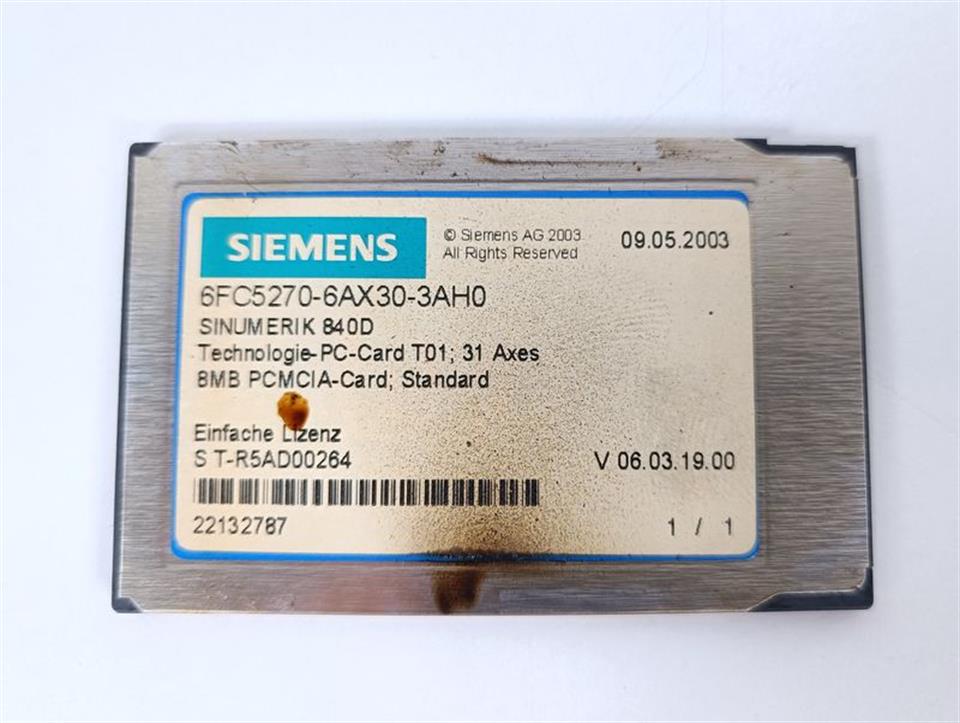 SIEMENS
© Siemens AG 2003
All Rights Reserved
09.05.2003
6FC5270-6AX30-3AH0
SINUMERIK 840D
Technologie-PC-Card T01; 31 Axes
8MB PCMCIA-Card; Standard
Einfache Lizenz
S T-R5AD00264
V 06.03.19.00
22132787
1 / 1